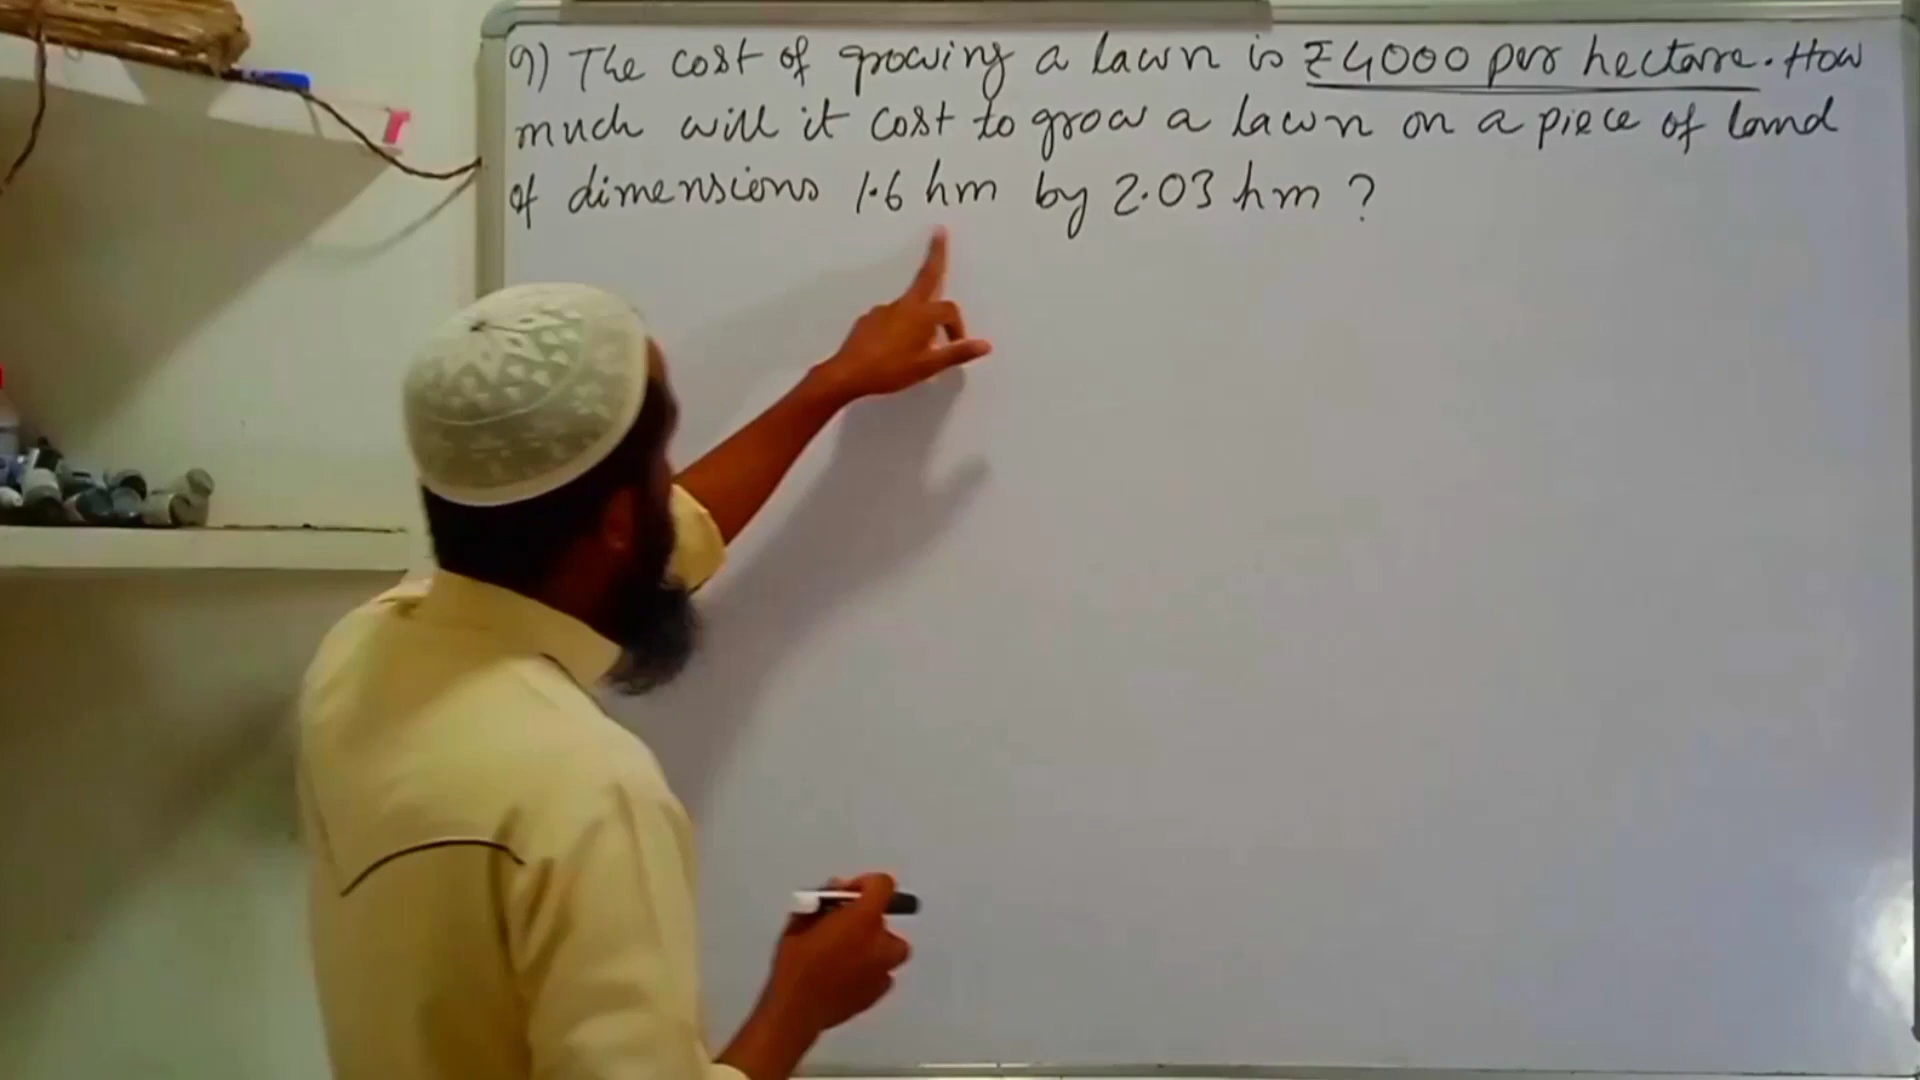 9) The cost of growing a lawn is ₹4000 per hectare. How
much will it cost to grow a lawn on a piece of land
of dimensions 1.6 hm by 2.03 hm ?